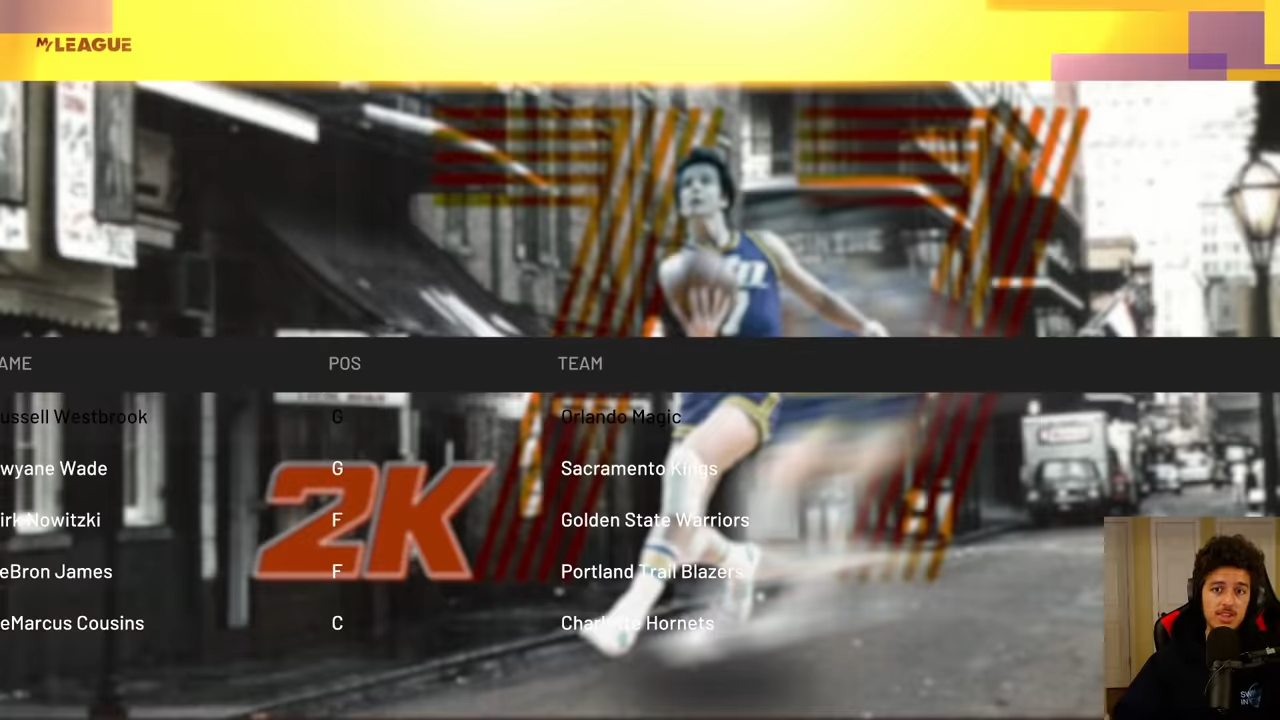 MyLEAGUE
AME POS TEAM
ussell Westbrook G Orlando Magic
wyane Wade G Sacramento Kings
irk Nowitzki F Golden State Warriors
eBron James F Portland Trail Blazers
eMarcus Cousins C Charlotte Hornets
2K
77